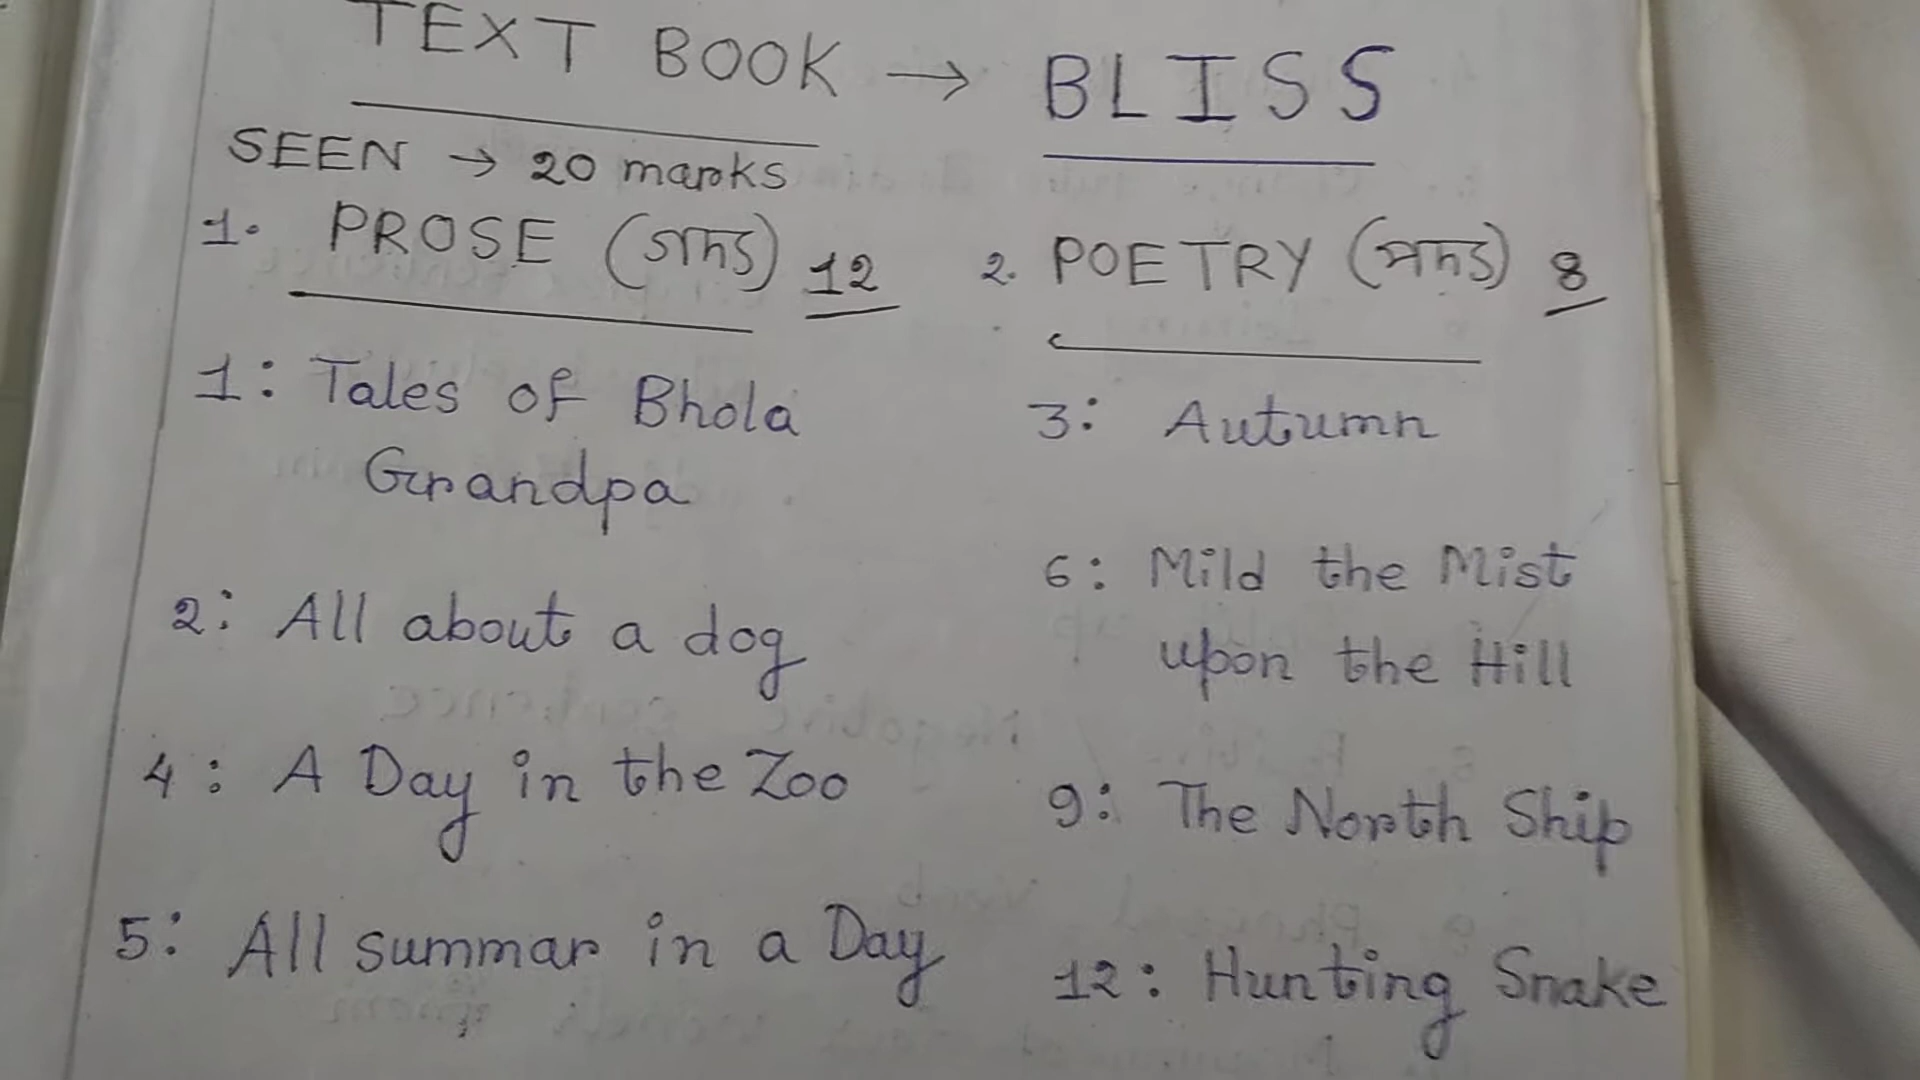 TEXT BOOK → BLISS
SEEN → 20 marks
1. PROSE (গদ্য) 12
1: Tales of Bhola
Grandpa
2: All about a dog
4: A Day in the Zoo
5: All summar in a Day
2. POETRY (পদ্য) 8
3: Autumn
6: Mild the Mist
upon the Hill
9: The North Ship
12: Hunting Snake